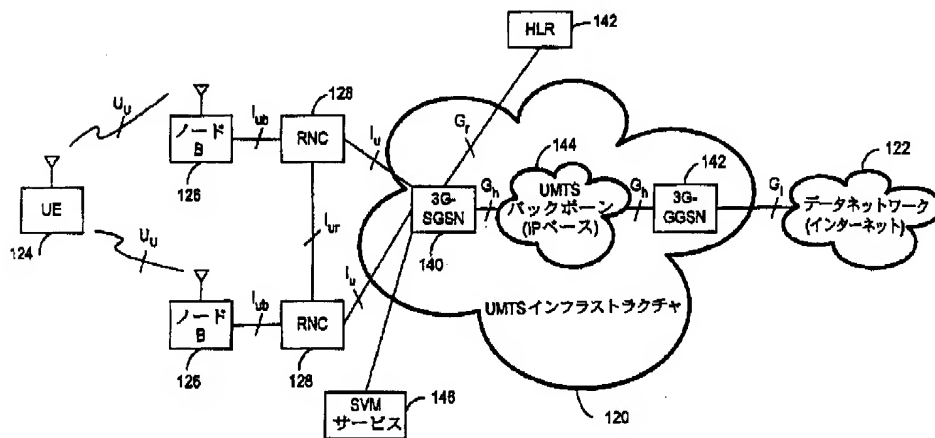 HLR
142
128
Uu
ノード
B
Iub
RNC
Iu
Gr
126
144
142
122
UE
124
Iur
3G-
SGSN
140
Gh
UMTS
バックボーン
(IPベース)
Gh
3G-
GGSN
Gi
データネットワーク
(インターネット)
Uu
Iu
UMTSインフラストラクチャ
ノード
B
Iub
RNC
126
128
SVM
サービス
146
120